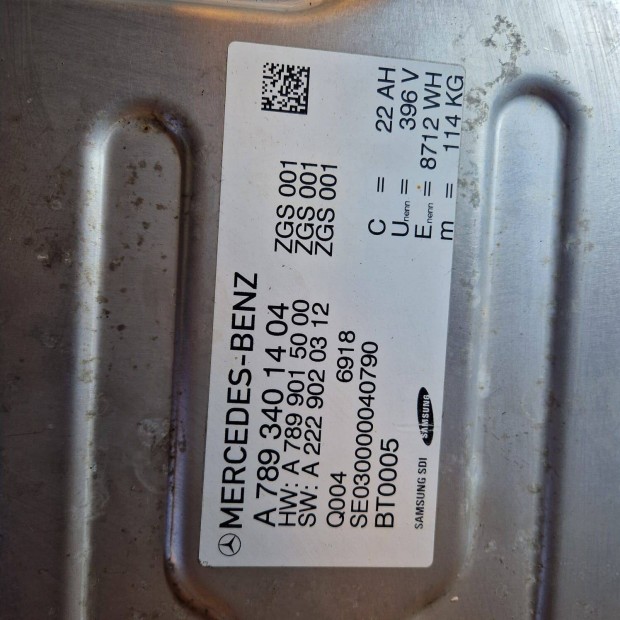 MERCEDES-BENZ
A 789 340 14 04
HW: A 789 901 50 00 ZGS 001
SW: A 222 902 03 12 ZGS 001
ZGS 001
Q004 6918
SE0300000040790
BT0005
C = 22 AH
Unenn = 396 V
Enenn = 8712 WH
m = 114 KG
SAMSUNG SDI SAMSUNG